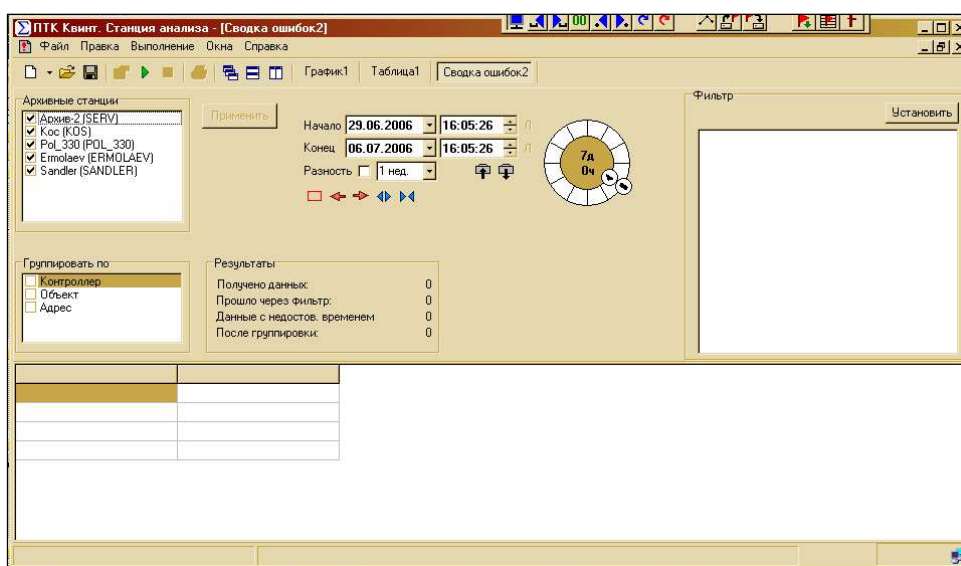 ПТК Квинт. Станция анализа - [Сводка ошибок2]
00
Файл Правка Выполнение Окна Справка
График1 Таблица1 Сводка ошибок2
Архивные станции
Архив-2 (SERV)
Кос (KOS)
Pol_330 (POL_330)
Ermolaev (ERMOLAEV)
Sandler (SANDLER)
Применить
Начало 29.06.2006 16:05:26 Л
Конец 06.07.2006 16:05:26 Л
Разность 1 нед.
7д
0ч
Фильтр
Установить
Группировать по
Контроллер
Объект
Адрес
Результаты
Получено данных: 0
Прошло через фильтр: 0
Данные с недостов. временем 0
После группировки: 0